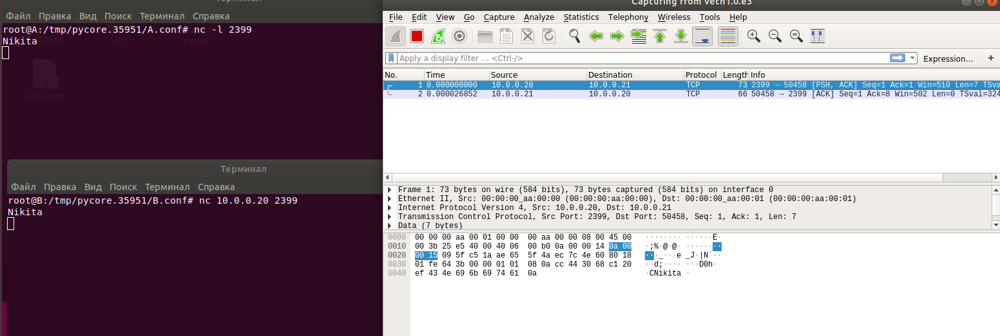 Терминал
Файл Правка Вид Поиск Терминал Справка
root@A:/tmp/pycore.35951/A.conf# nc -l 2399
Nikita
core
CORE
lab3.imn
Терминал
Файл Правка Вид Поиск Терминал Справка
root@B:/tmp/pycore.35951/B.conf# nc 10.0.0.20 2399
Nikita
Capturing from veth1.0.e3
File Edit View Go Capture Analyze Statistics Telephony Wireless Tools Help
Apply a display filter ... <Ctrl-/> Expression... +
No. Time Source Destination Protocol Length Info
1 0.000000000 10.0.0.20 10.0.0.21 TCP 73 2399 → 50458 [PSH, ACK] Seq=1 Ack=1 Win=510 Len=7 TSva
2 0.000026852 10.0.0.21 10.0.0.20 TCP 66 50458 → 2399 [ACK] Seq=1 Ack=8 Win=502 Len=0 TSval=324
Frame 1: 73 bytes on wire (584 bits), 73 bytes captured (584 bits) on interface 0
Ethernet II, Src: 00:00:00_aa:00:00 (00:00:00:aa:00:00), Dst: 00:00:00_aa:00:01 (00:00:00:aa:00:01)
Internet Protocol Version 4, Src: 10.0.0.20, Dst: 10.0.0.21
Transmission Control Protocol, Src Port: 2399, Dst Port: 50458, Seq: 1, Ack: 1, Len: 7
Data (7 bytes)
0000 00 00 00 aa 00 01 00 00 00 aa 00 00 08 00 45 00 ········ ······E·
0010 00 3b 25 e5 40 00 40 06 00 b0 0a 00 00 14 0a 00 ·;%·@·@· ········
0020 00 15 09 5f c5 1a ae 65 5f 4a ec 7c 4e 60 80 18 ···_···e _J·|N`··
0030 01 fe 64 3b 00 00 01 01 08 0a cc 44 30 68 c1 20 ··d;···· ···D0h·
0040 ef 43 4e 69 6b 69 74 61 0a ·CNikita ·